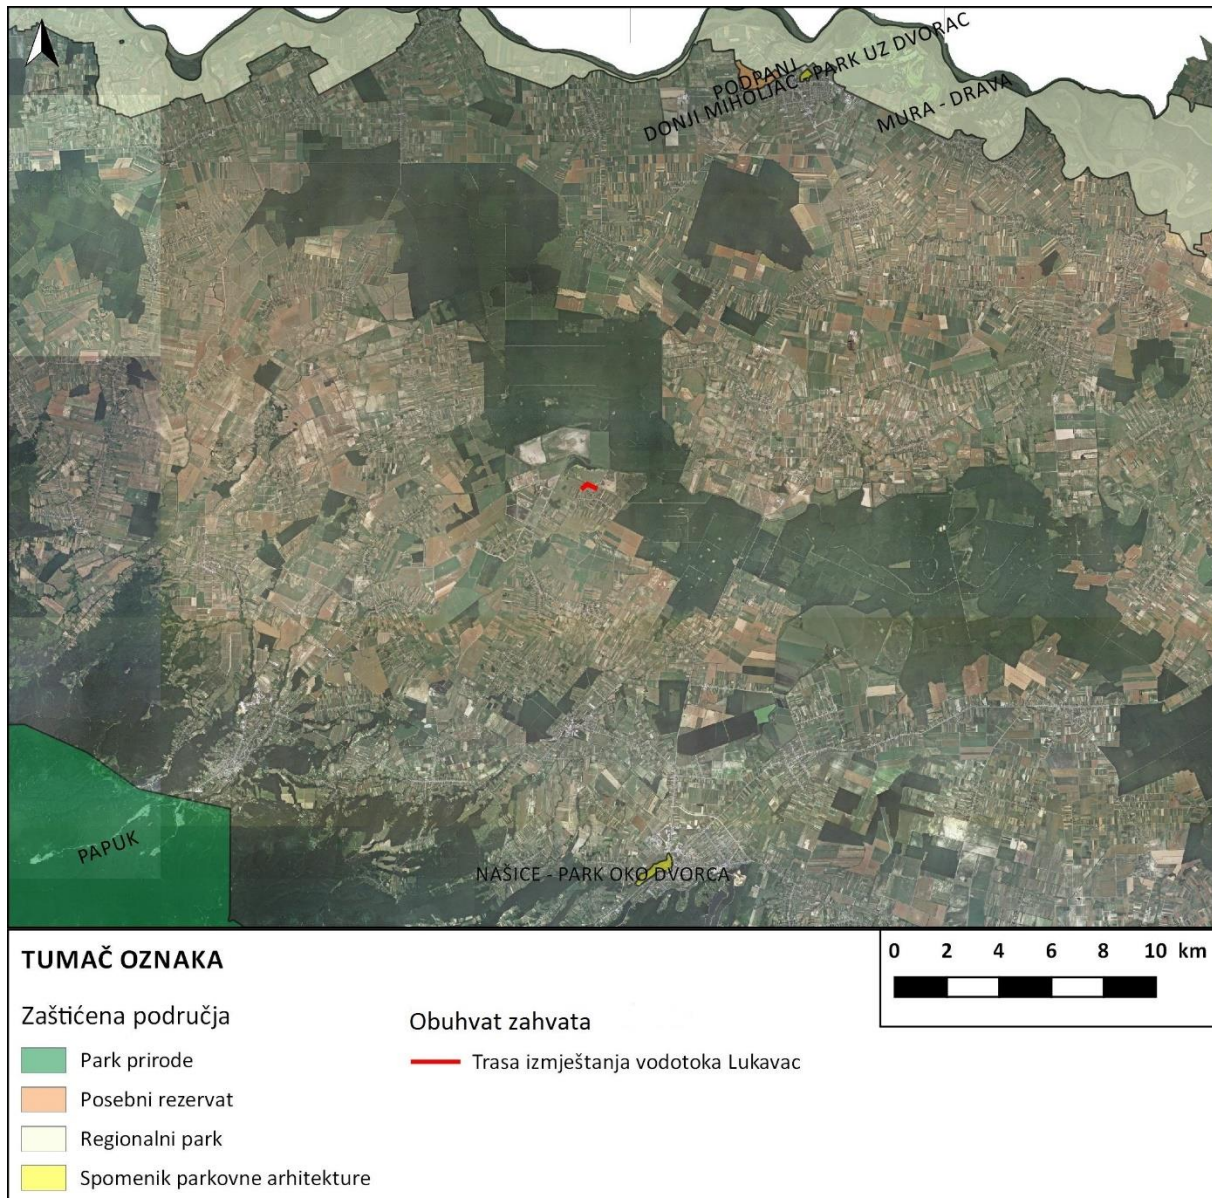 PODPANJ
DONJI MIHOLJAC - PARK UZ DVORAC
MURA - DRAVA
PAPUK
NAŠICE - PARK OKO DVORCA
TUMAČ OZNAKA
Zaštićena područja
Park prirode
Posebni rezervat
Regionalni park
Spomenik parkovne arhitekture
Obuhvat zahvata
Trasa izmještanja vodotoka Lukavac
0 2 4 6 8 10 km